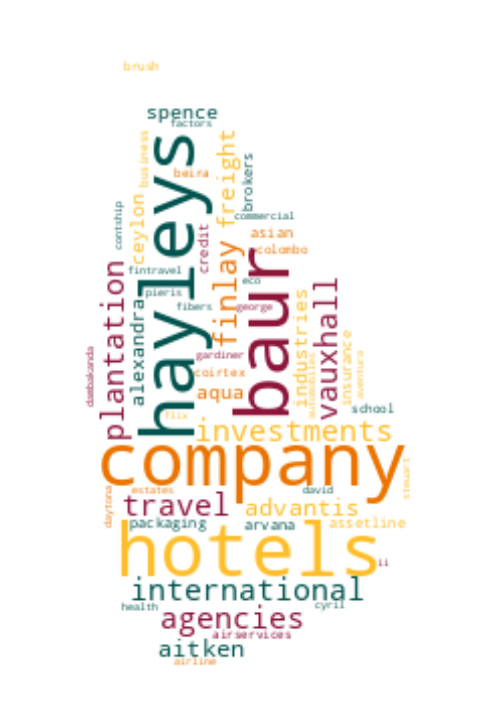 brush
spence
factors
hayleys
business
freight
beira
brokers
contship
ceylon
commercial
credit
asian
colombo
finlay
baur
plantation
fintravel
eco
pieris
alexandra
fibers
george
vauxhall
industries
insurance
gardiner
dambakanda
automobiles
aventura
coirtex
aqua
school
flix
investments
company
steuart
daytona
estates
david
travel
advantis
packaging
arvana
assetline
hotels
ii
international
health
cyril
agencies
airservices
aitken
airline